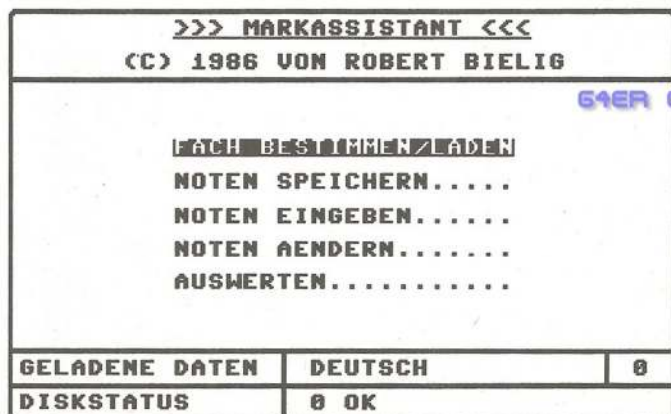 >>> MARKASSISTANT <<<
(C) 1986 VON ROBERT BIELIG
64ER
FACH BESTIMMEN/LADEN
NOTEN SPEICHERN.....
NOTEN EINGEBEN......
NOTEN AENDERN.......
AUSWERTEN...........
GELADENE DATEN DEUTSCH 0
DISKSTATUS 0 OK